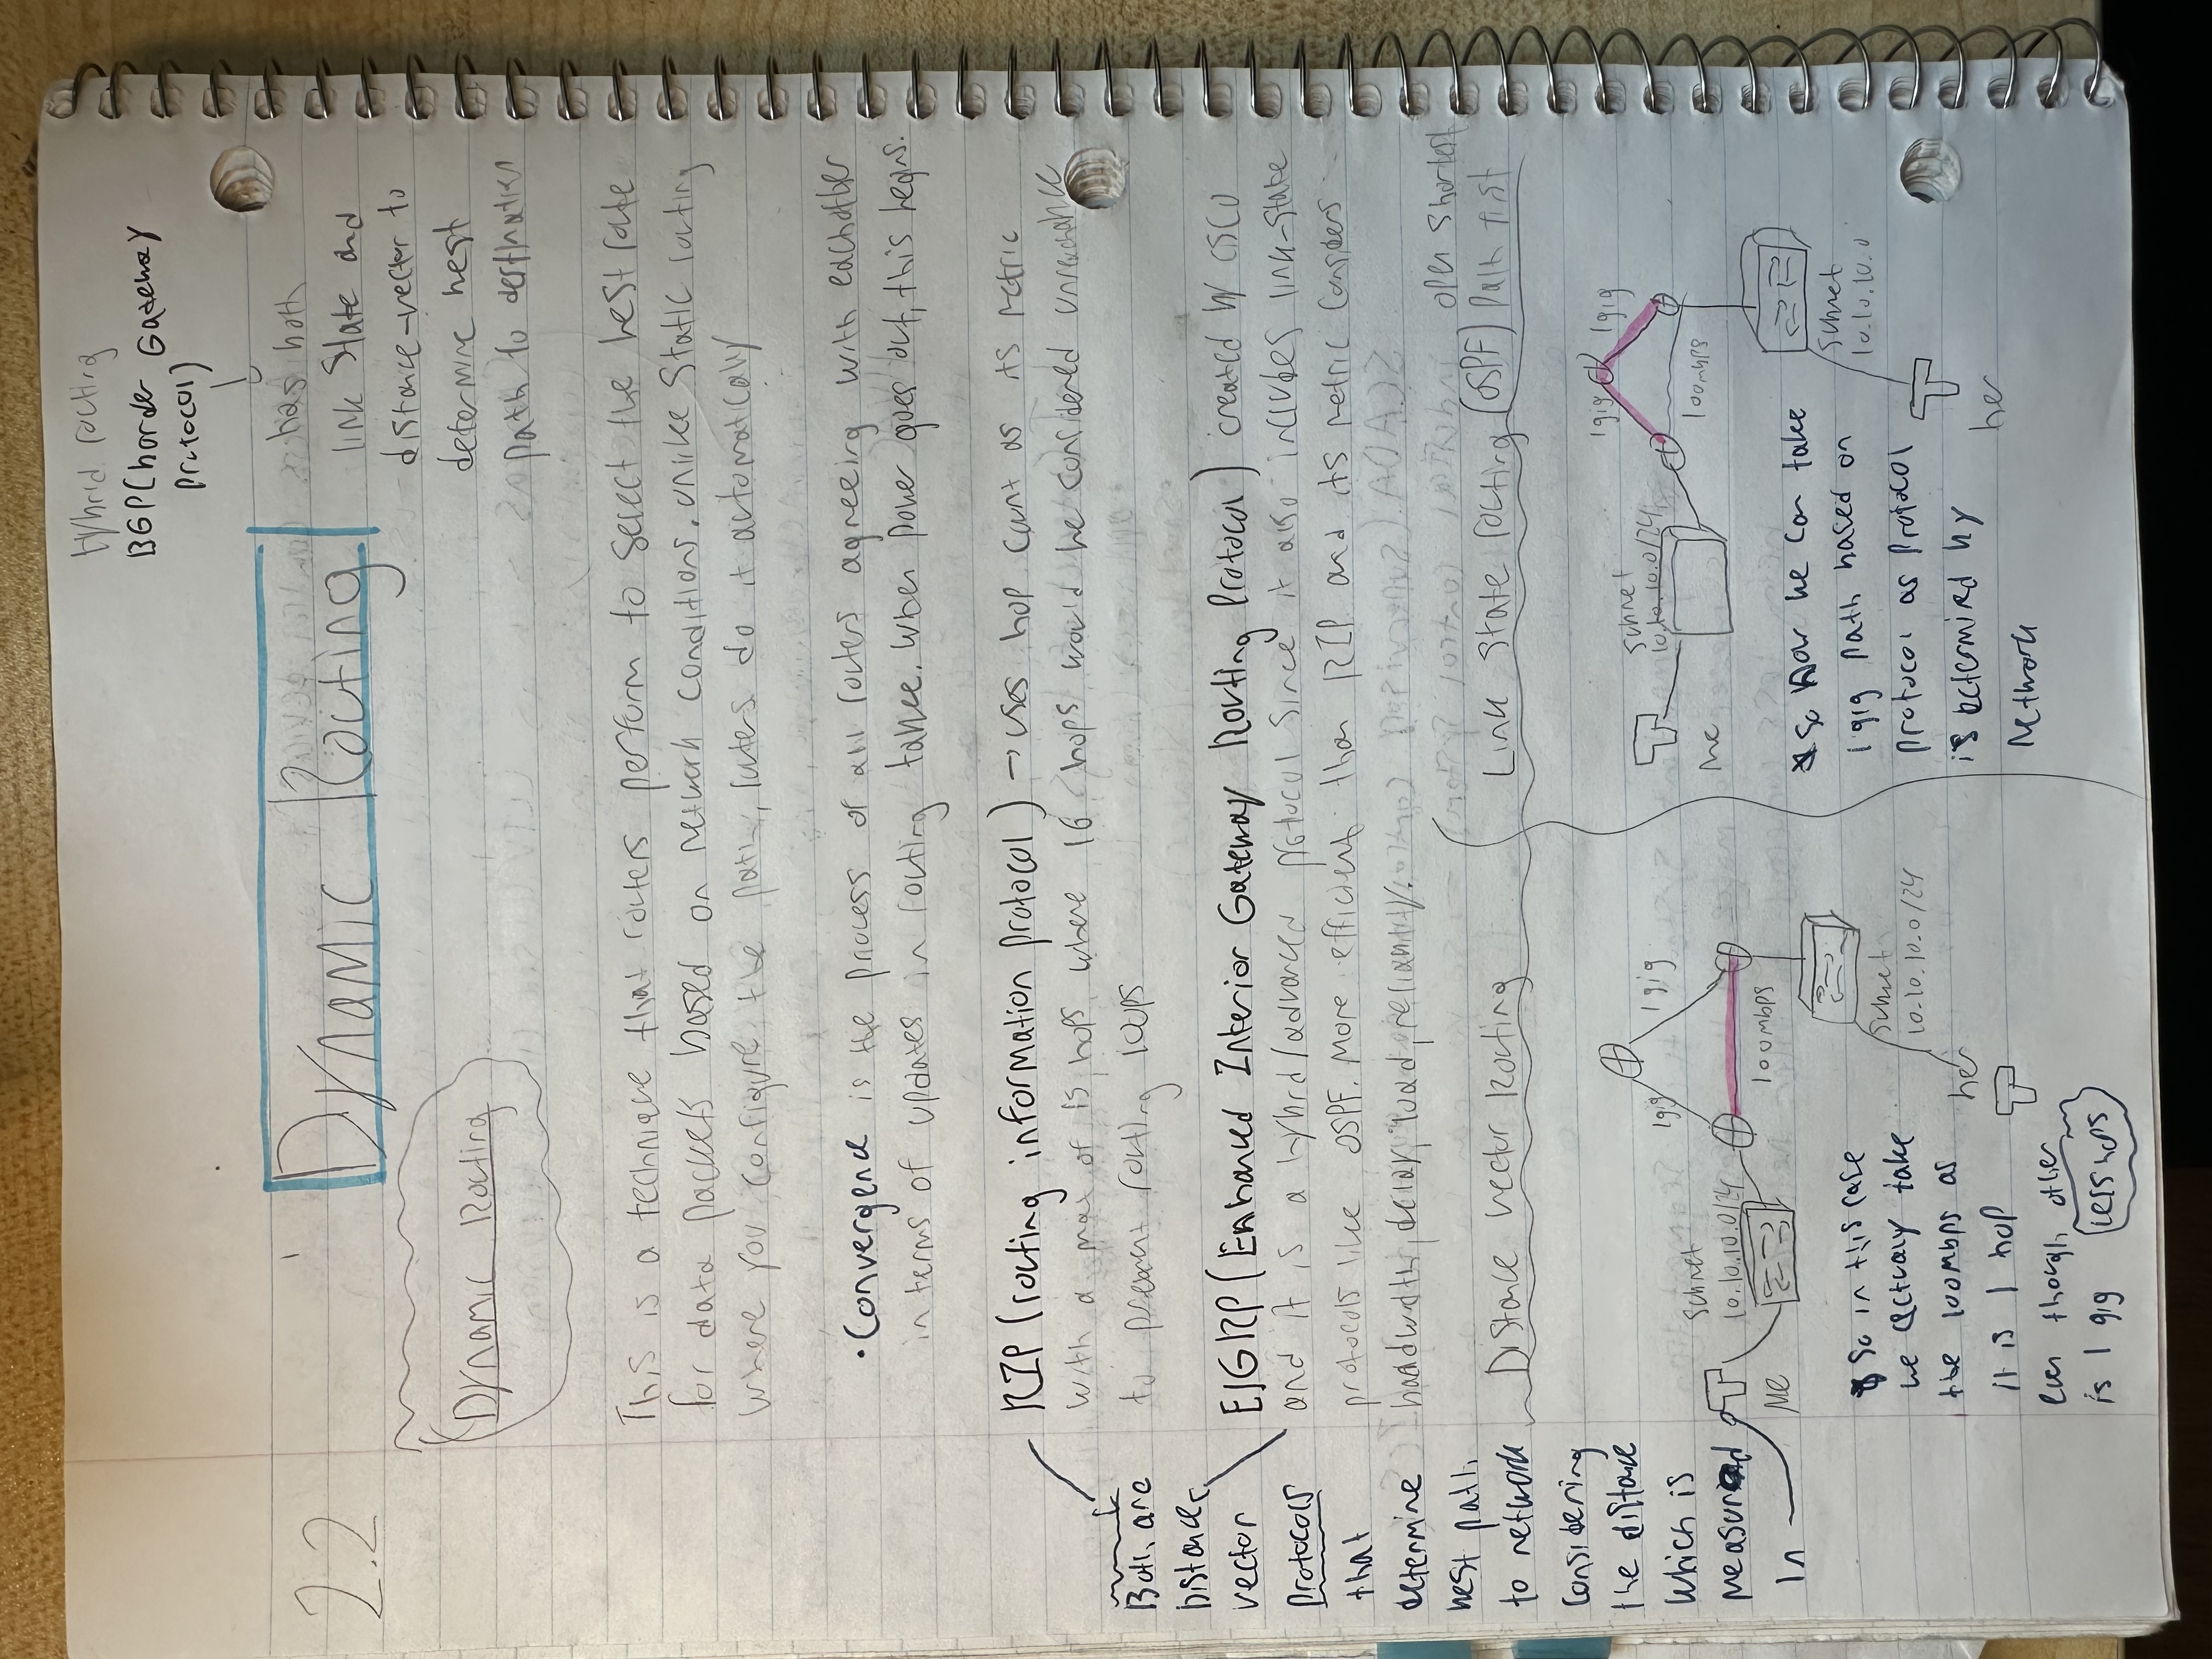 Hybrid routing
BGP(border Gateway
Protocol)
2.2
Dynamic Routing
has both
link State and
distance-vector to
determine best
path to destination
Dynamic Routing
This is a technique that routers perform to select the best route
for data packets based on network conditions. unlike Static routing
where you configure the path, routers do it automatically
• Convergence is the process of all routers agreeing with eachother
in terms of updates in routing table. When power goes out, this begins.
RIP (routing information protocol) → uses hop count as its metric
with a max of 15 hops where 16 hops would be considered unreachable
to prevent routing loops
EIGRP (Enhanced Interior Gateway Routing Protocol) created by CISCO
and it is a hybrid/advanced protocol since it also includes link-state
protocols like OSPF. More efficient than RIP and its metric considers
bandwidth, delay, load, reliability.
Both are
Distance
vector
protocols
that
determine
best path
to network
considering
the distance
which is
measured
In
Distance vector Routing
1gig
1gig
Subnet
10.10.10.0/24
100mbps
Me
Subnet
10.10.10.0/24
her
* So in this case
we actualy take
the 100mbps as
it is 1 hop
even though other
is 1 gig
less hops
Link State routing (OSPF) open shortest
Path first
1gig
1gig
Subnet
10.10.10.0/24
100mbps
Me
Subnet
10.10.10.0
her
* So now we can take
1 gig path based on
protocol as protocol
is determined by
Network